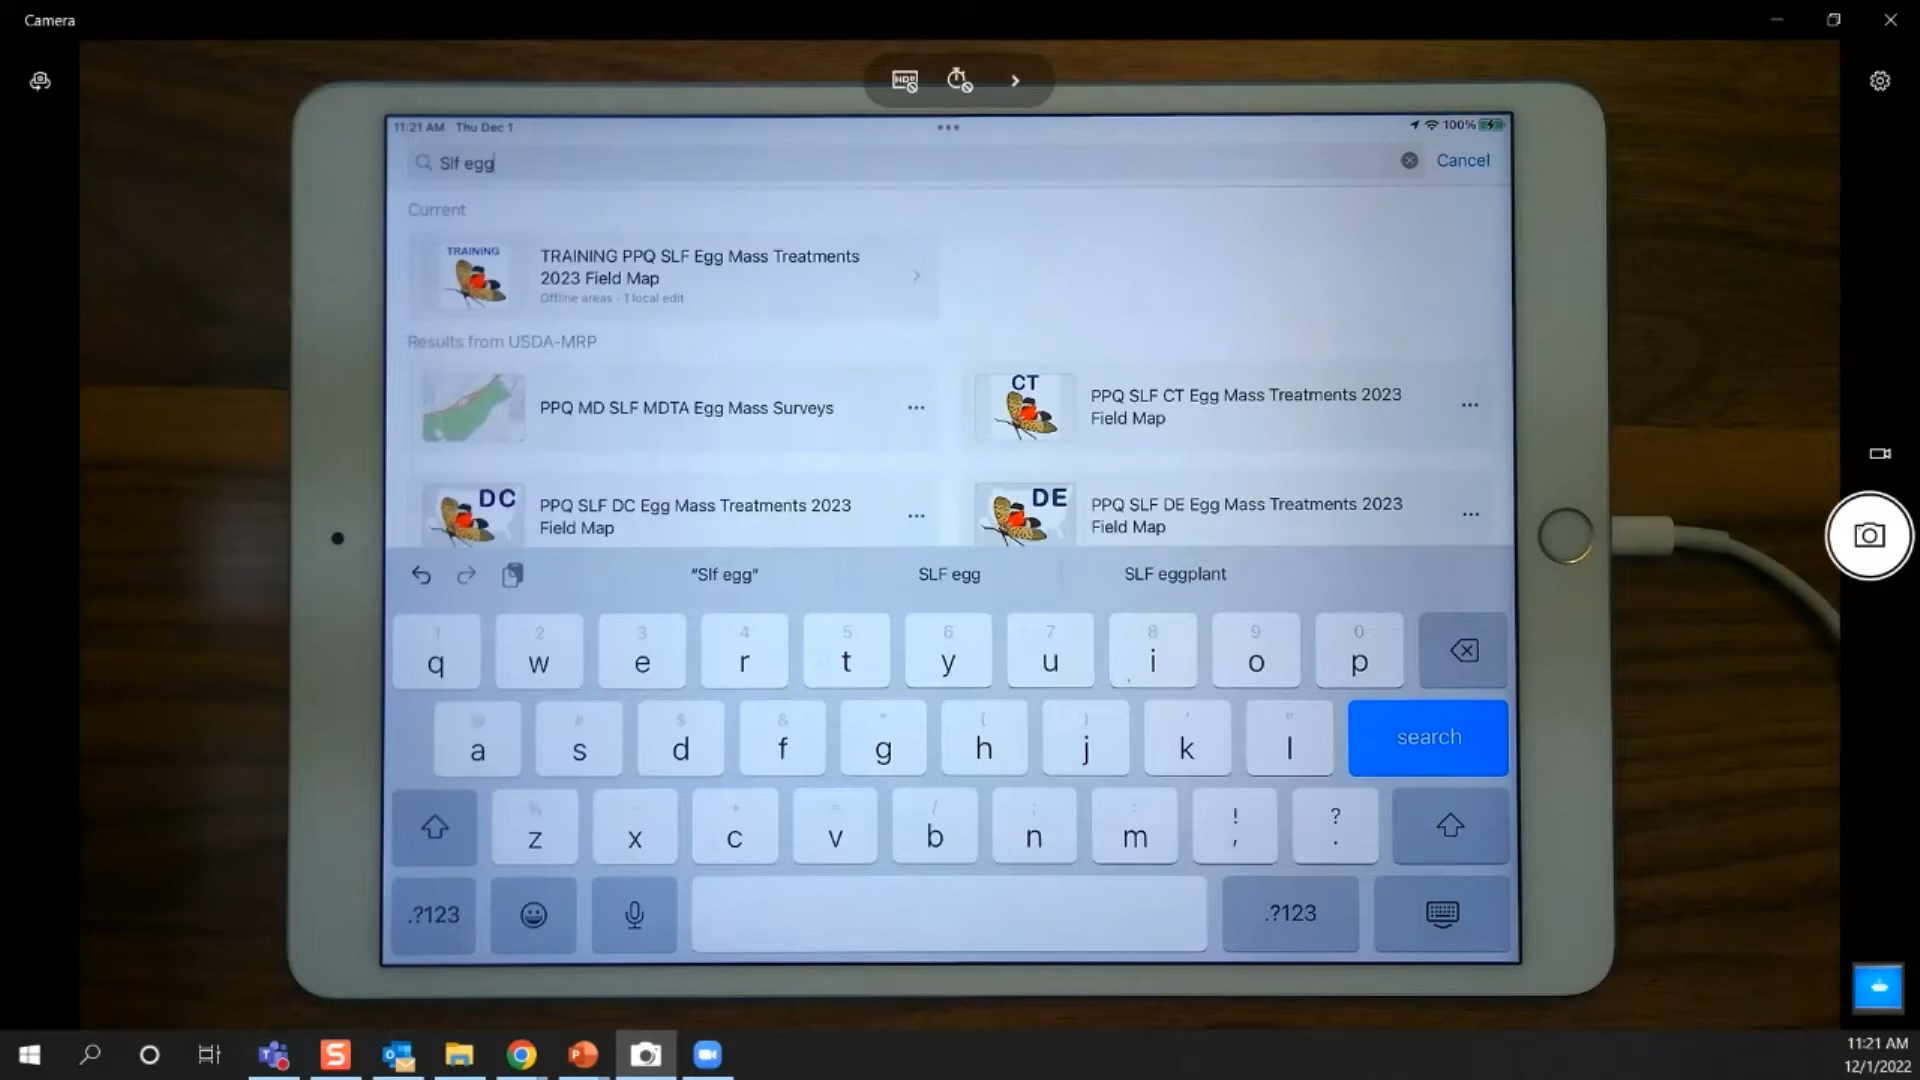 Camera
HDR
11:21 AM Thu Dec 1
100%
Slf egg
Cancel
Current
TRAINING
TRAINING PPQ SLF Egg Mass Treatments
2023 Field Map
Offline areas · 1 local edit
Results from USDA-MRP
PPQ MD SLF MDTA Egg Mass Surveys
CT
PPQ SLF CT Egg Mass Treatments 2023
Field Map
DC
PPQ SLF DC Egg Mass Treatments 2023
Field Map
DE
PPQ SLF DE Egg Mass Treatments 2023
Field Map
"Slf egg" SLF egg SLF eggplant
1 2 3 4 5 6 7 8 9 0
q w e r t y u i o p
@ # $ & * ( ) ' "
a s d f g h j k l search
% - + = / ; : ! ?
z x c v b n m , .
.?123 .?123
11:21 AM
12/1/2022